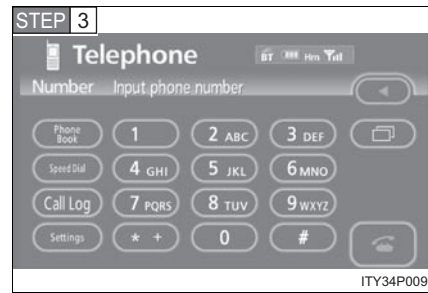 STEP 3
Telephone BT Hm
Number Input phone number
Phone Book 1 2 ABC 3 DEF
Speed Dial 4 GHI 5 JKL 6 MNO
Call Log 7 PQRS 8 TUV 9 WXYZ
Settings * + 0 #
ITY34P009